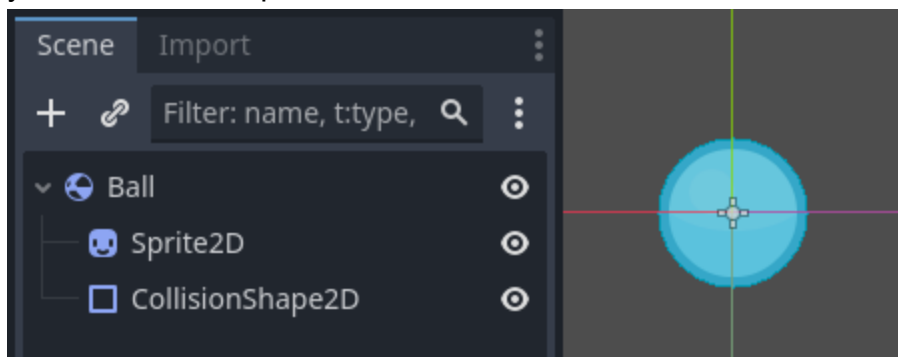 Scene Import
Filter: name, t:type,
Ball
Sprite2D
CollisionShape2D